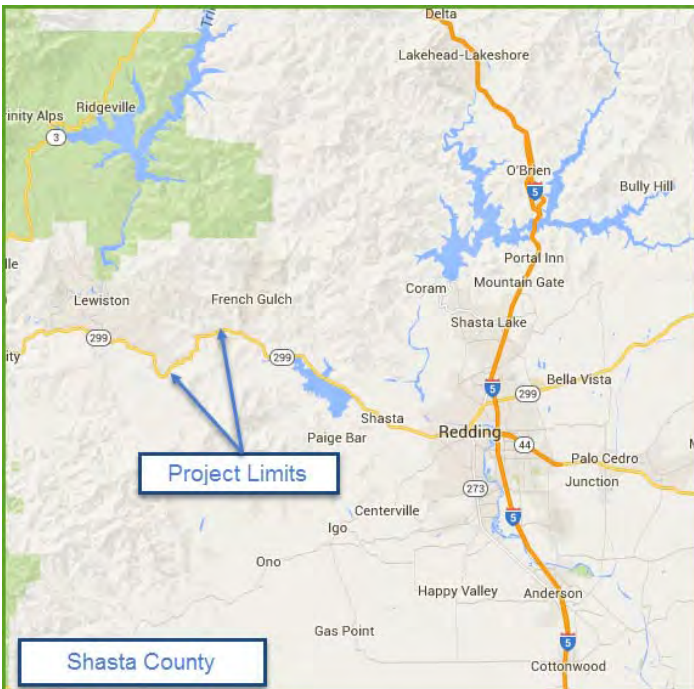 Delta
Lakehead-Lakeshore
Ridgeville
inity Alps
3
O'Brien
5
Bully Hill
Portal Inn
Mountain Gate
Coram
Lewiston
French Gulch
Shasta Lake
299
ity
299
5
299
Bella Vista
Shasta
Redding
Paige Bar
44
Palo Cedro
Junction
Project Limits
273
Centerville
5
Igo
Ono
Happy Valley
Anderson
Gas Point
5
Shasta County
Cottonwood